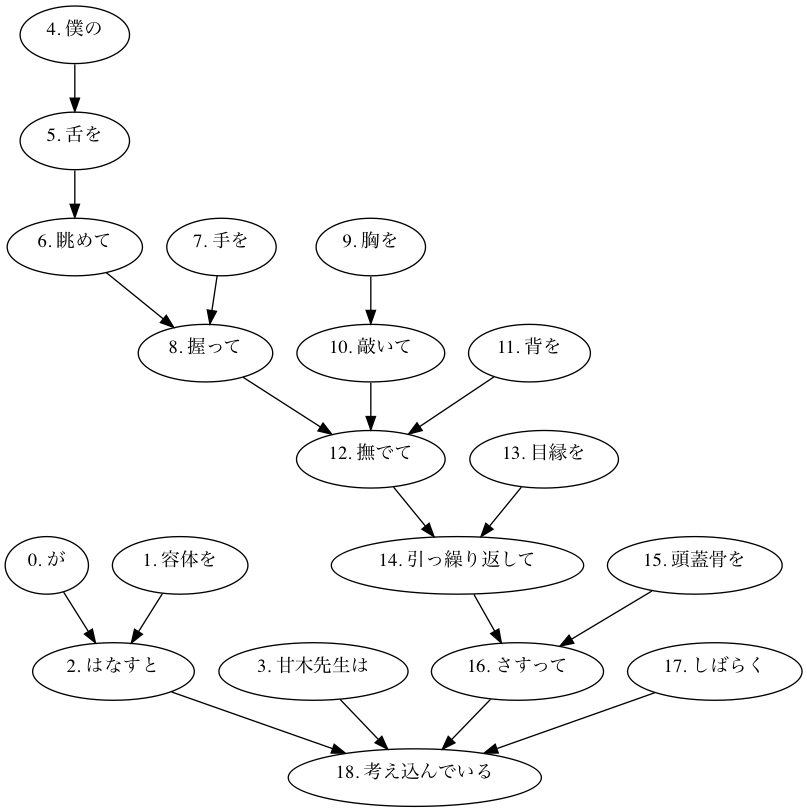 4. 僕の
5. 舌を
6. 眺めて
7. 手を
9. 胸を
8. 握って
10. 敲いて
11. 背を
12. 撫でて
13. 目縁を
0. が
1. 容体を
14. 引っ繰り返して
15. 頭蓋骨を
2. はなすと
3. 甘木先生は
16. さすって
17. しばらく
18. 考え込んでいる